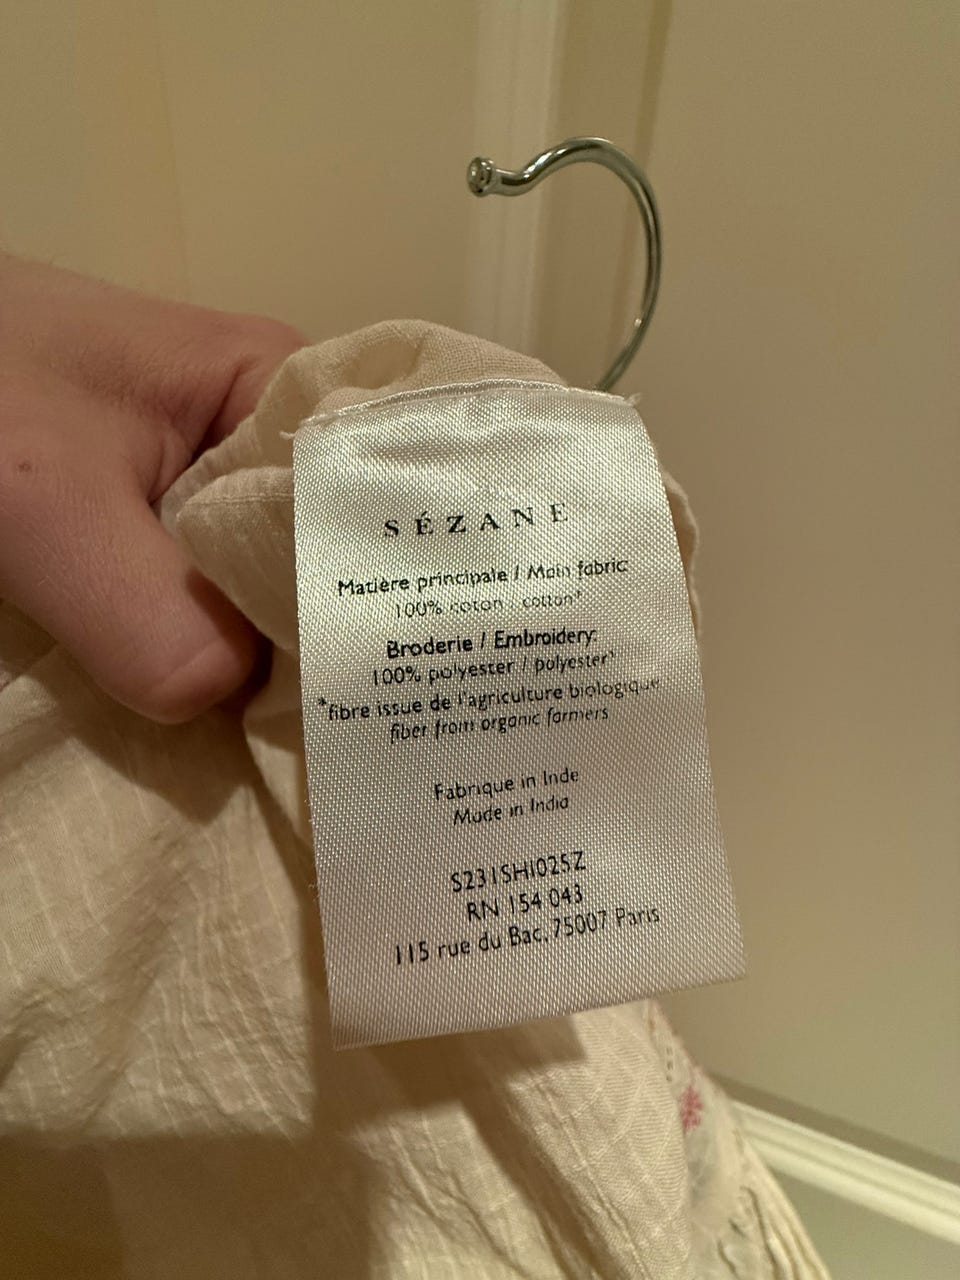 SÉZANE
Matière principale / Main fabric:
100% coton / cotton*
Broderie / Embroidery:
100% polyester / polyester*
*fibre issue de l'agriculture biologique
fiber from organic farmers
Fabrique in Inde
Made in India
S231SHI025Z
RN 154 043
115 rue du Bac, 75007 Paris